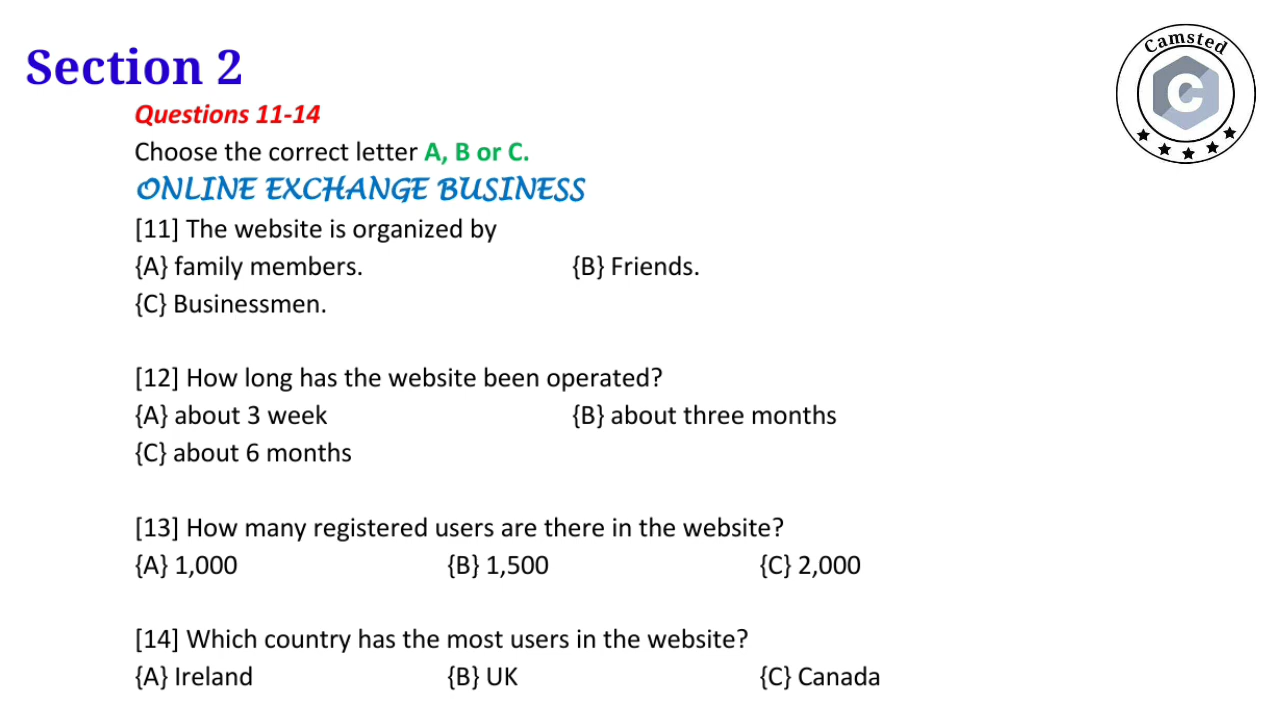 Section 2
Camsted
C
Questions 11-14
Choose the correct letter A, B or C.
ONLINE EXCHANGE BUSINESS
[11] The website is organized by
{A} family members. {B} Friends.
{C} Businessmen.
[12] How long has the website been operated?
{A} about 3 week {B} about three months
{C} about 6 months
[13] How many registered users are there in the website?
{A} 1,000 {B} 1,500 {C} 2,000
[14] Which country has the most users in the website?
{A} Ireland {B} UK {C} Canada